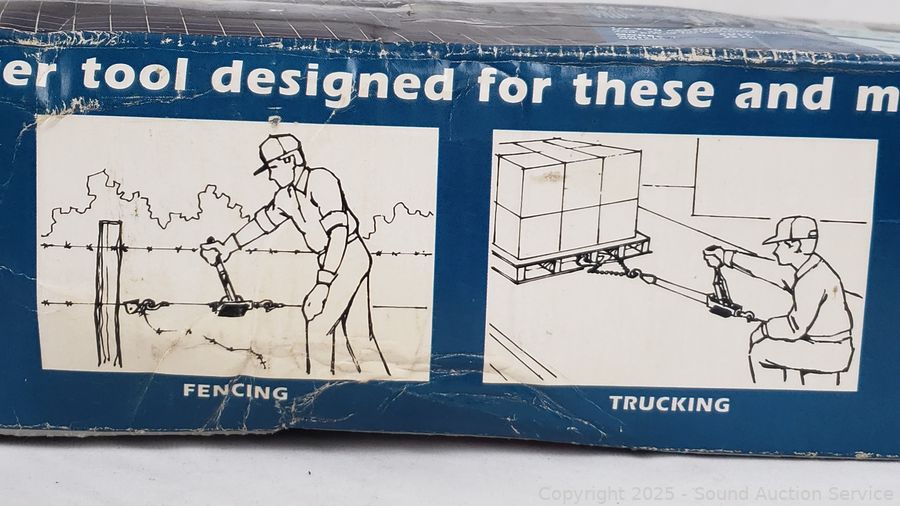 er tool designed for these and m
FENCING
TRUCKING
Copyright 2025 - Sound Auction Service